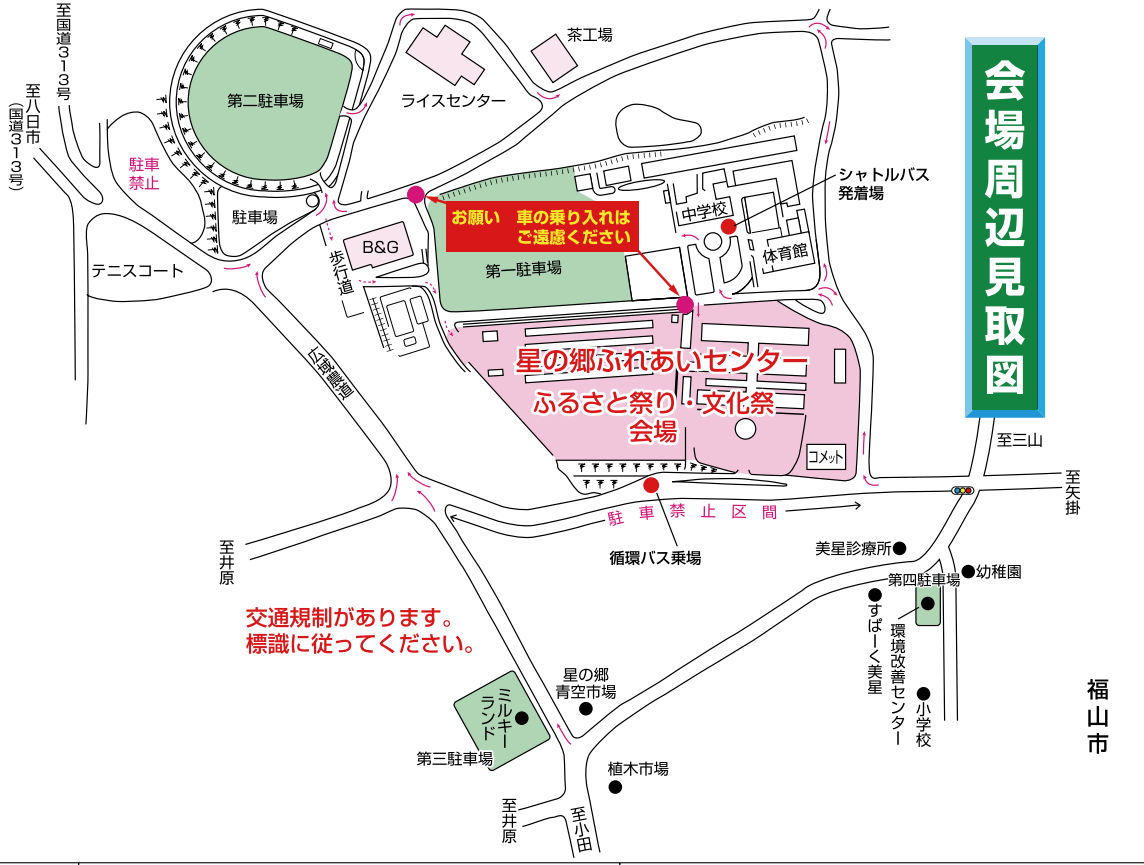 会場周辺見取図
至国道313号
至八日市
（国道313号）
駐車
禁止
第二駐車場
ライスセンター
茶工場
駐車場
テニスコート
歩行道
B&G
お願い　車の乗り入れは
ご遠慮ください
第一駐車場
中学校
シャトルバス
発着場
体育館
広域農道
星の郷ふれあいセンター
ふるさと祭り・文化祭
会場
コメット
至三山
至矢掛
駐車禁止区間
循環バス乗場
至井原
交通規制があります。
標識に従ってください。
美星診療所
幼稚園
第四駐車場
すぱーく美星
環境改善センター
小学校
福山市
星の郷
青空市場
ミルキー
ランド
第三駐車場
植木市場
至井原
至小田